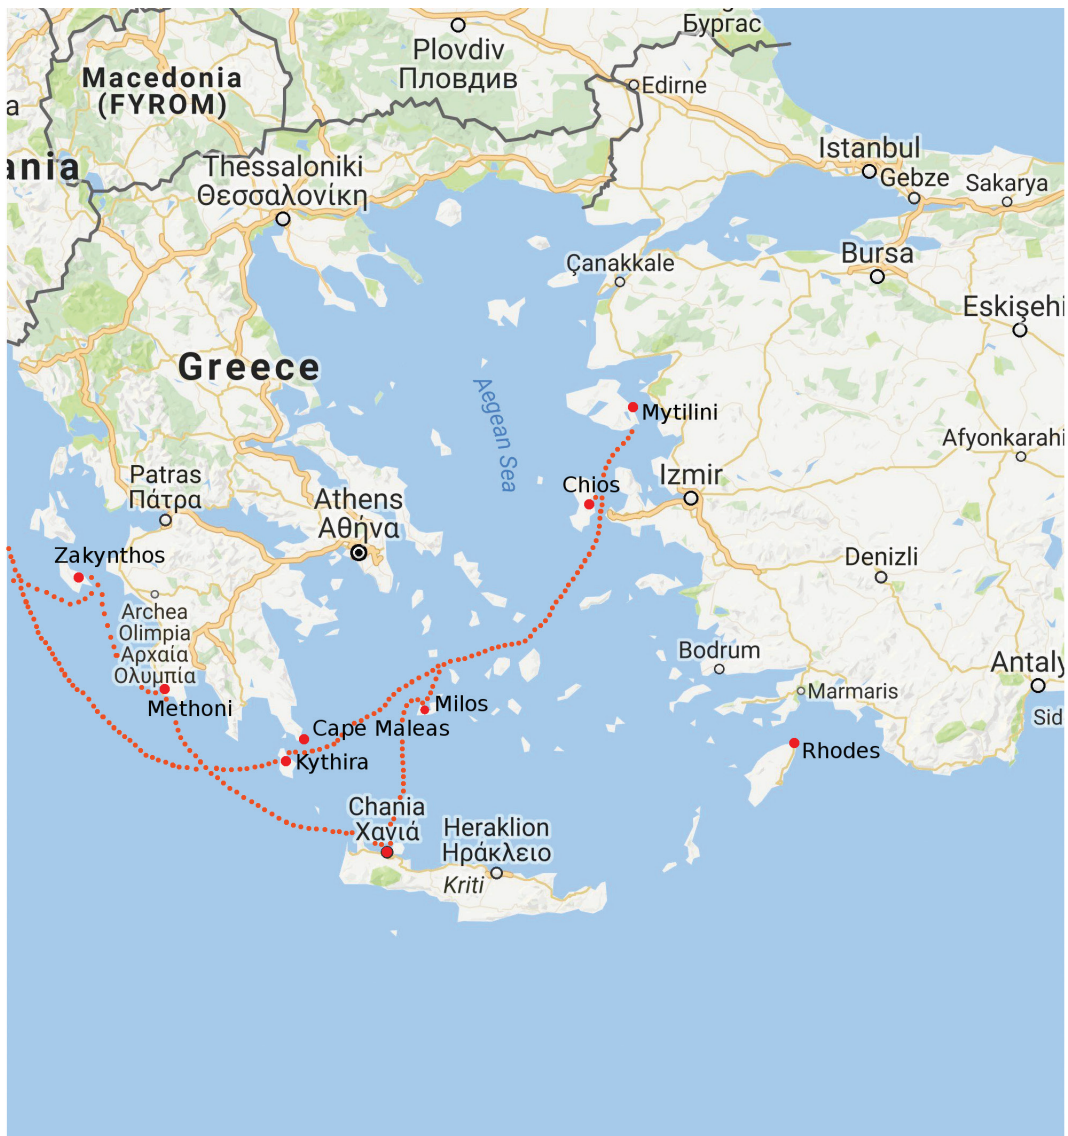 Бургас
Plovdiv
Пловдив
Macedonia
(FYROM)
Edirne
a
ania
Istanbul
Thessaloniki
Θεσσαλονίκη
Gebze
Sakarya
Bursa
Çanakkale
Eskişehi
Greece
Aegean Sea
Mytilini
Afyonkarahi
Patras
Πάτρα
Izmir
Chios
Athens
Αθήνα
Zakynthos
Denizli
Archea
Olimpia
Αρχαία
Ολυμπία
Bodrum
Antaly
Marmaris
Methoni
Milos
Sid
Cape Maleas
Rhodes
Kythira
Chania
Χανιά
Heraklion
Ηράκλειο
Kriti